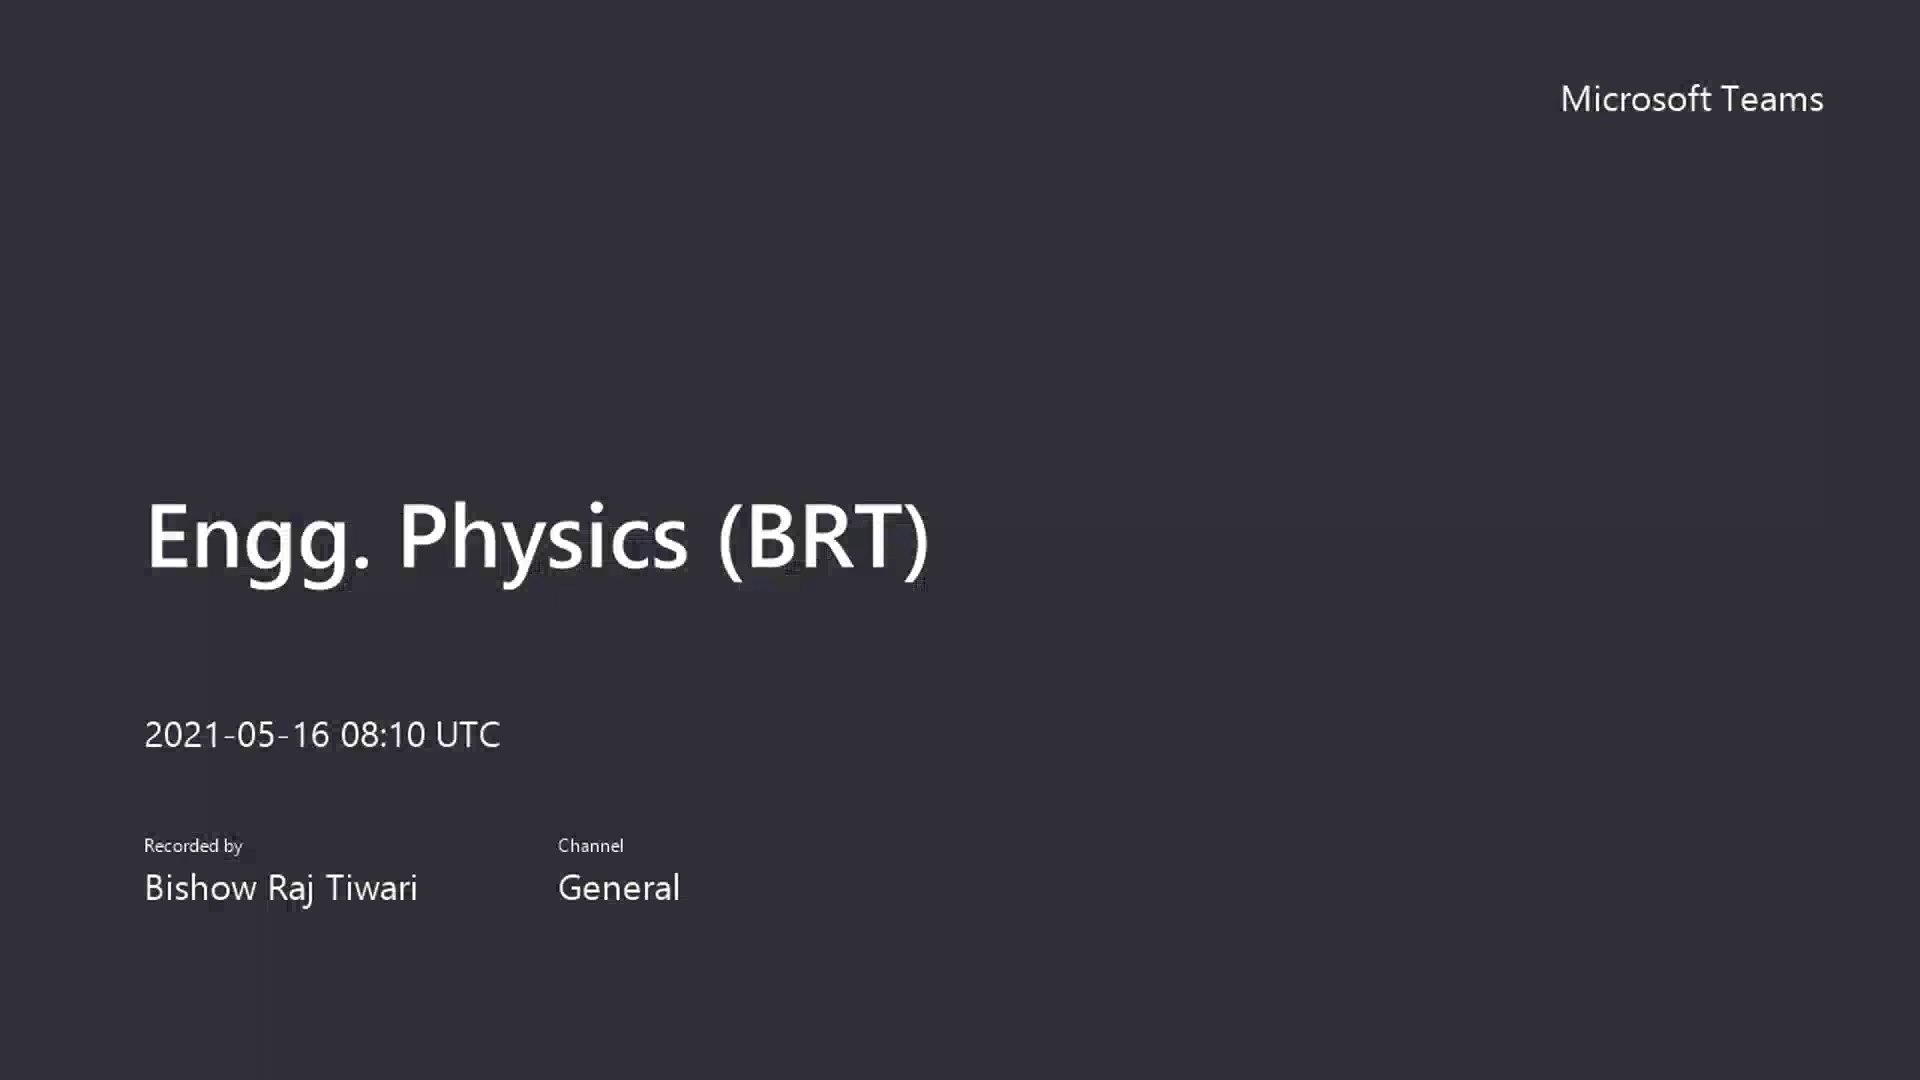 Microsoft Teams
Engg. Physics (BRT)
2021-05-16 08:10 UTC
Recorded by
Bishow Raj Tiwari
Channel
General